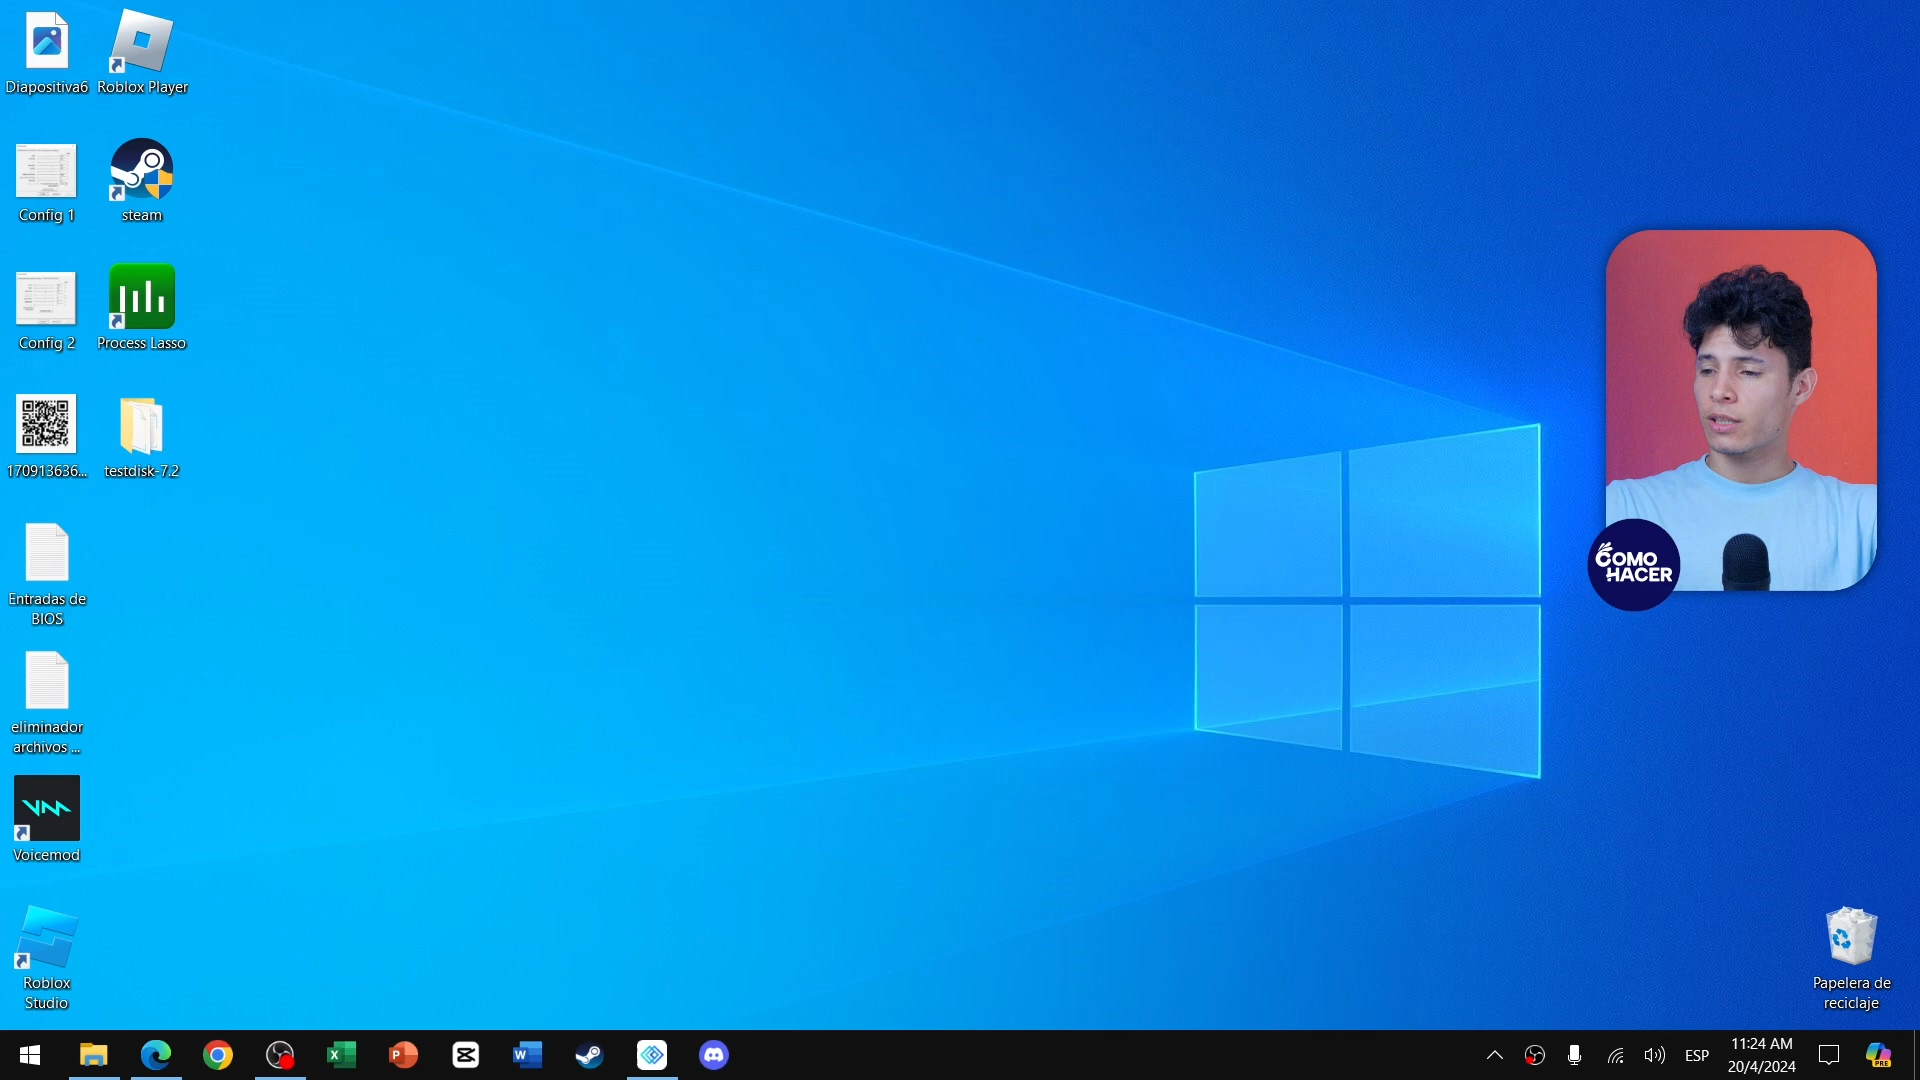 Diapositiva6
Roblox Player
Config 1
steam
Config 2
Process Lasso
170913636...
testdisk-7.2
Entradas de
BIOS
eliminador
archivos ...
Voicemod
Roblox
Studio
COMO
HACER
Papelera de
reciclaje
ESP
11:24 AM
20/4/2024
PRE